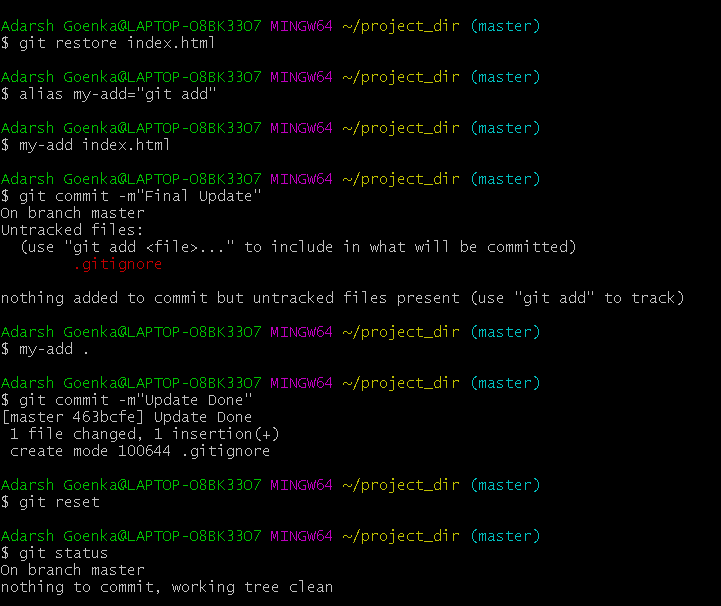 Adarsh Goenka@LAPTOP-O8BK33O7 MINGW64 ~/project_dir (master)
$ git restore index.html
Adarsh Goenka@LAPTOP-O8BK33O7 MINGW64 ~/project_dir (master)
$ alias my-add="git add"
Adarsh Goenka@LAPTOP-O8BK33O7 MINGW64 ~/project_dir (master)
$ my-add index.html
Adarsh Goenka@LAPTOP-O8BK33O7 MINGW64 ~/project_dir (master)
$ git commit -m"Final Update"
On branch master
Untracked files:
  (use "git add <file>..." to include in what will be committed)
        .gitignore
nothing added to commit but untracked files present (use "git add" to track)
Adarsh Goenka@LAPTOP-O8BK33O7 MINGW64 ~/project_dir (master)
$ my-add .
Adarsh Goenka@LAPTOP-O8BK33O7 MINGW64 ~/project_dir (master)
$ git commit -m"Update Done"
[master 463bcfe] Update Done
 1 file changed, 1 insertion(+)
 create mode 100644 .gitignore
Adarsh Goenka@LAPTOP-O8BK33O7 MINGW64 ~/project_dir (master)
$ git reset
Adarsh Goenka@LAPTOP-O8BK33O7 MINGW64 ~/project_dir (master)
$ git status
On branch master
nothing to commit, working tree clean